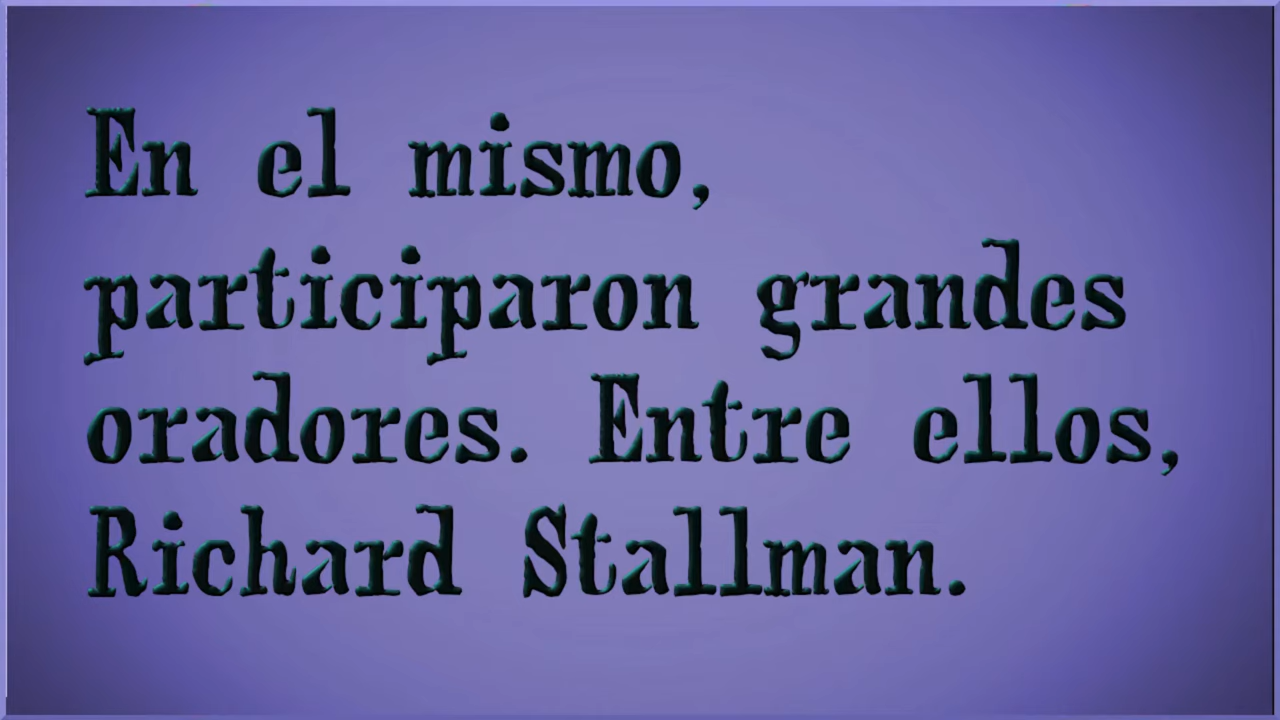 En el mismo,
participaron grandes
oradores. Entre ellos,
Richard Stallman.